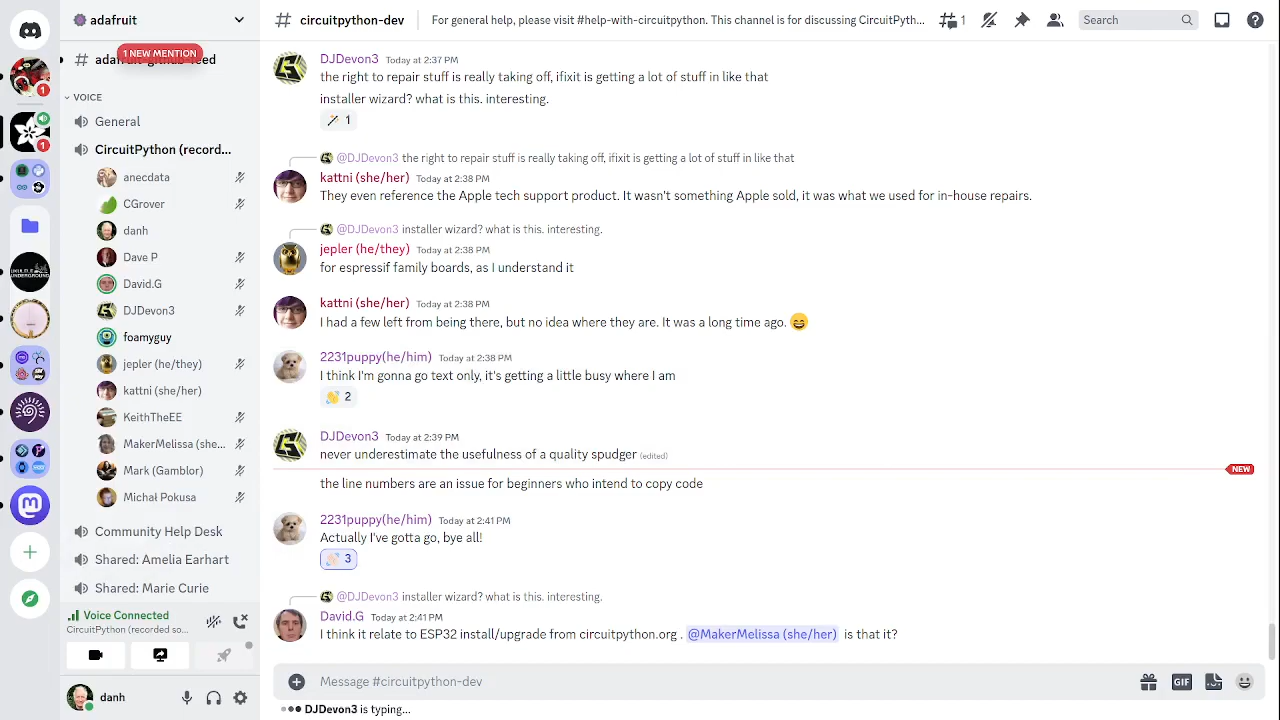 adafruit
1 NEW MENTION
VOICE
General
CircuitPython (record...
anecdata
CGrover
danh
Dave P
David.G
DJDevon3
foamyguy
jepler (he/they)
kattni (she/her)
KeithTheEE
MakerMelissa (she...
Mark (Gamblor)
Michał Pokusa
Community Help Desk
Shared: Amelia Earhart
Shared: Marie Curie
Voice Connected
CircuitPython (recorded so...
danh
circuitpython-dev
For general help, please visit #help-with-circuitpython. This channel is for discussing CircuitPyth...
1
Search
DJDevon3 Today at 2:37 PM
the right to repair stuff is really taking off, ifixit is getting a lot of stuff in like that
installer wizard? what is this. interesting.
1
@DJDevon3 the right to repair stuff is really taking off, ifixit is getting a lot of stuff in like that
kattni (she/her) Today at 2:38 PM
They even reference the Apple tech support product. It wasn't something Apple sold, it was what we used for in-house repairs.
@DJDevon3 installer wizard? what is this. interesting.
jepler (he/they) Today at 2:38 PM
for espressif family boards, as I understand it
kattni (she/her) Today at 2:38 PM
I had a few left from being there, but no idea where they are. It was a long time ago.
2231puppy(he/him) Today at 2:38 PM
I think I'm gonna go text only, it's getting a little busy where I am
2
DJDevon3 Today at 2:39 PM
never underestimate the usefulness of a quality spudger (edited)
NEW
the line numbers are an issue for beginners who intend to copy code
2231puppy(he/him) Today at 2:41 PM
Actually I've gotta go, bye all!
3
@DJDevon3 installer wizard? what is this. interesting.
David.G Today at 2:41 PM
I think it relate to ESP32 install/upgrade from circuitpython.org . @MakerMelissa (she/her) is that it?
Message #circuitpython-dev
GIF
DJDevon3 is typing...